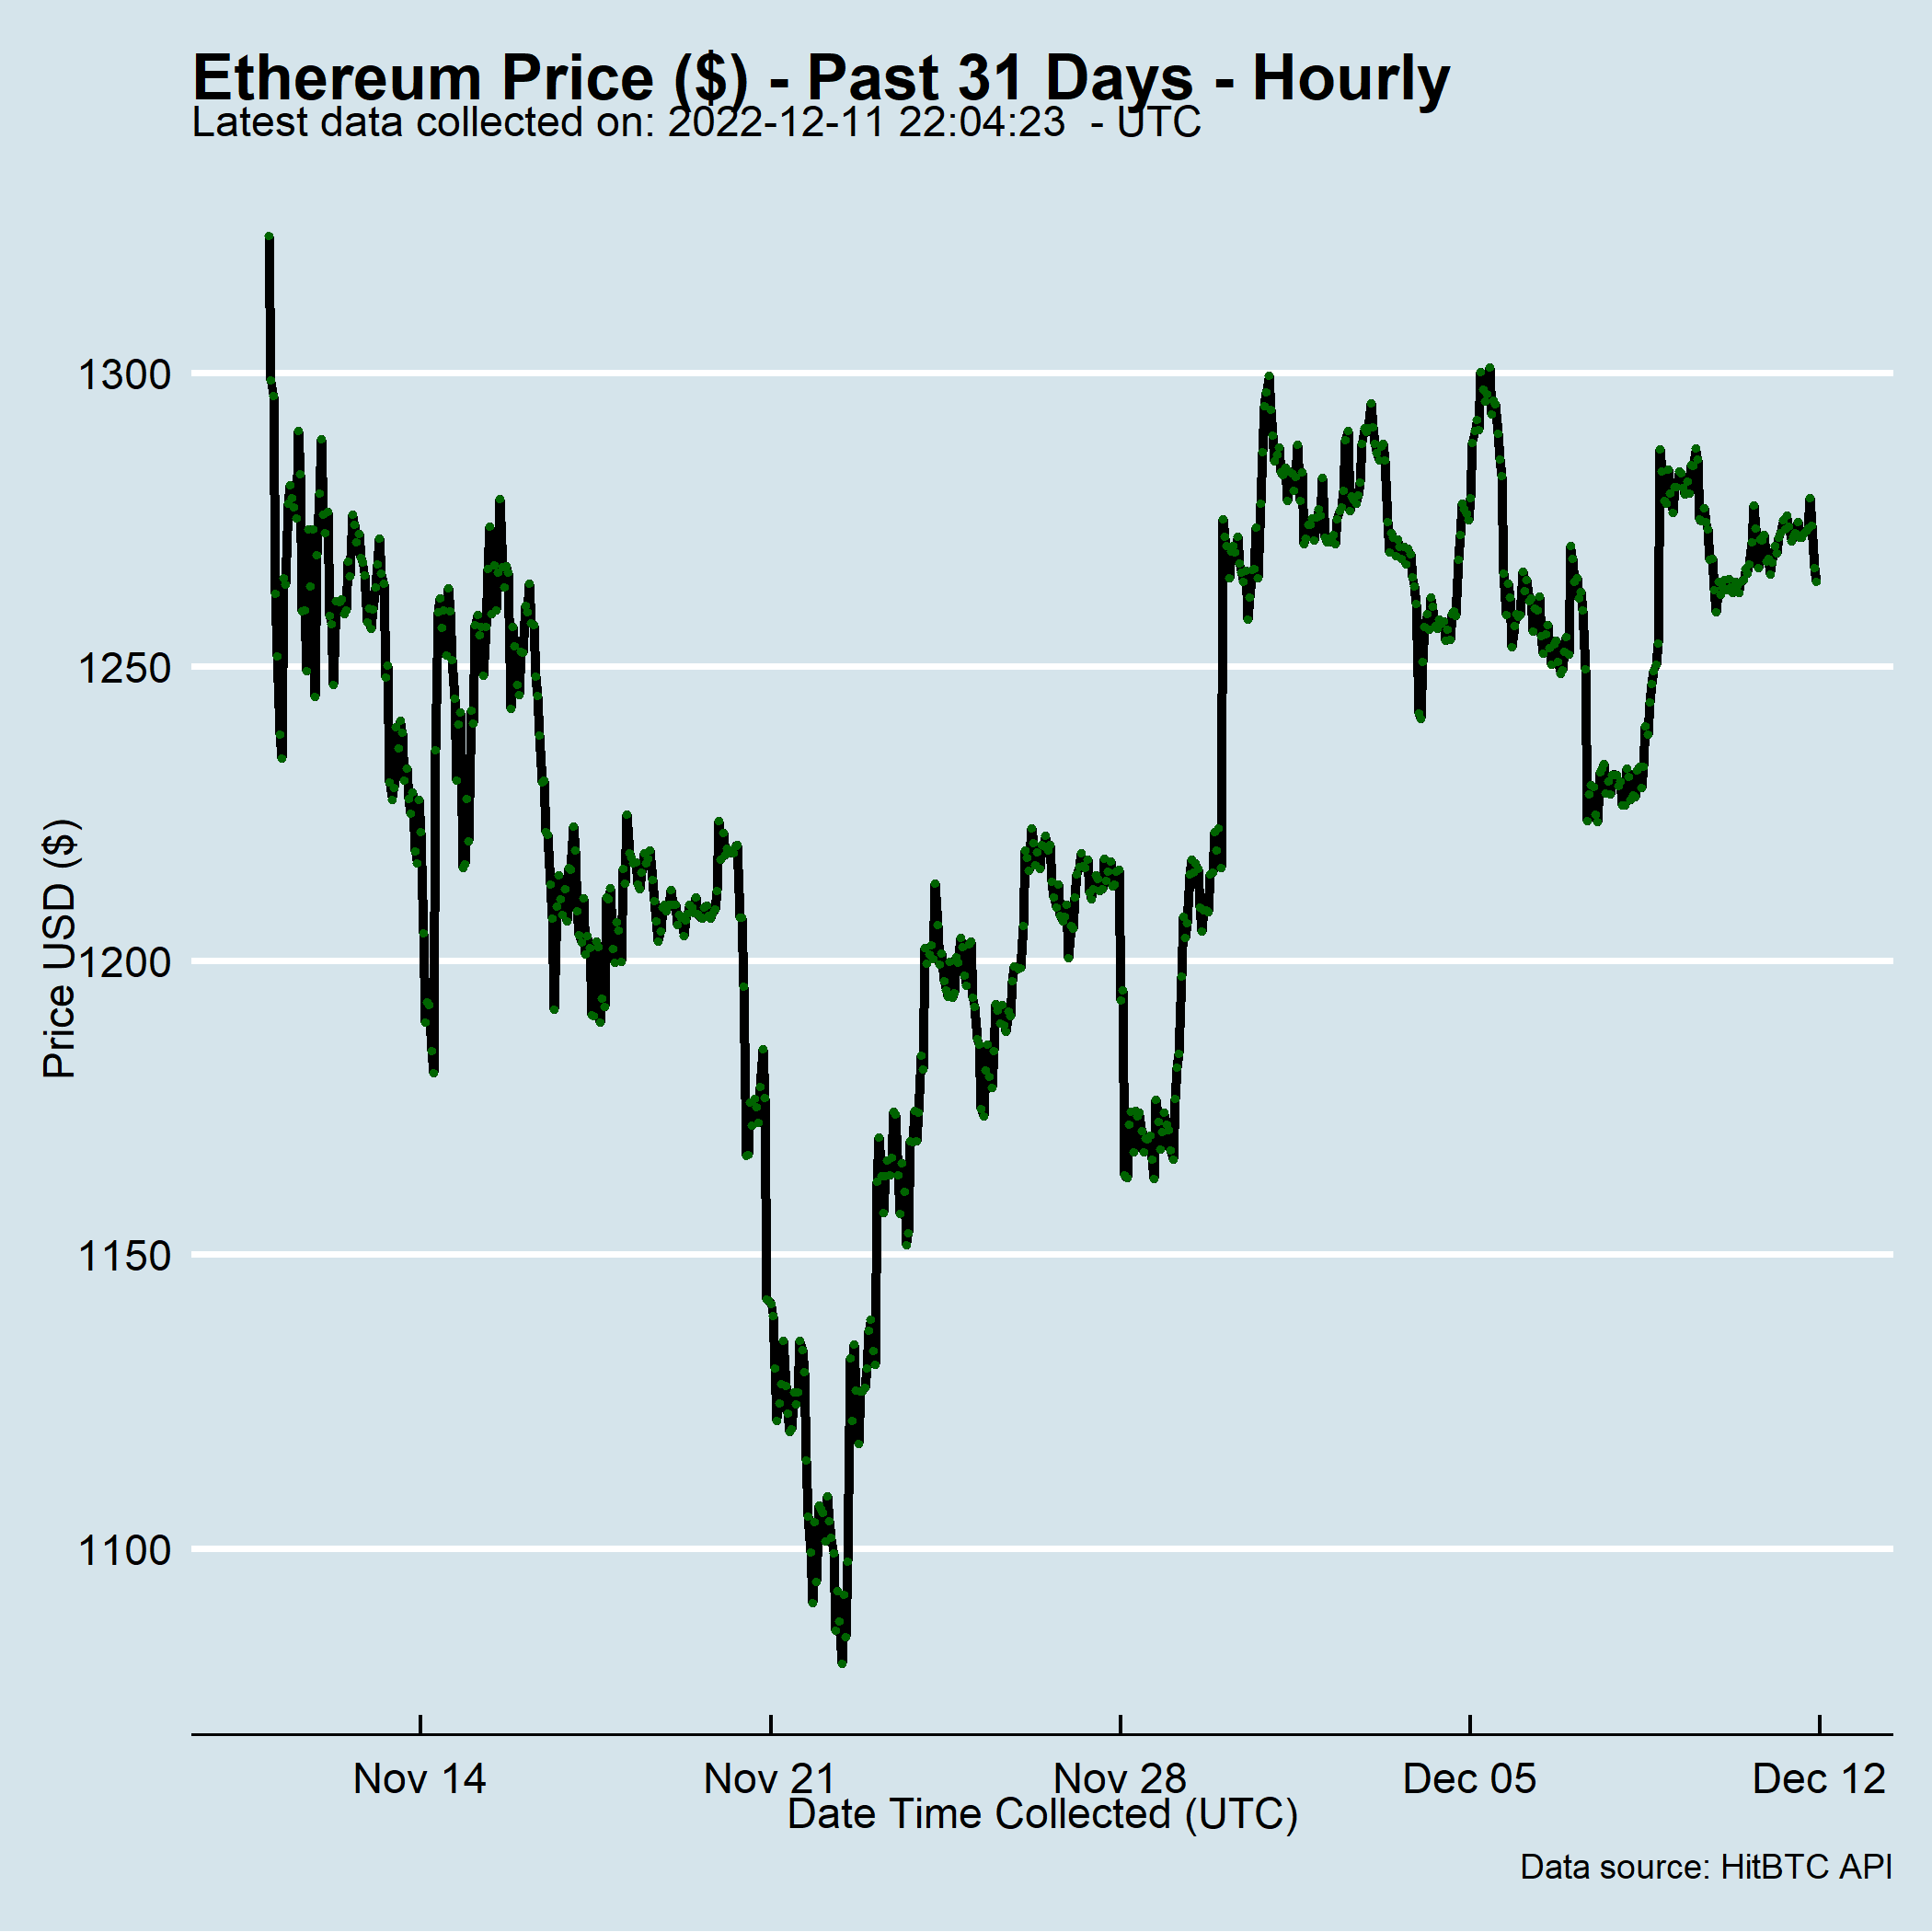 Ethereum Price ($) - Past 31 Days - Hourly
Latest data collected on: 2022-12-11 22:04:23  - UTC
1300
1250
1200
1150
1100
Price USD ($)
Nov 14
Nov 21
Nov 28
Dec 05
Dec 12
Date Time Collected (UTC)
Data source: HitBTC API